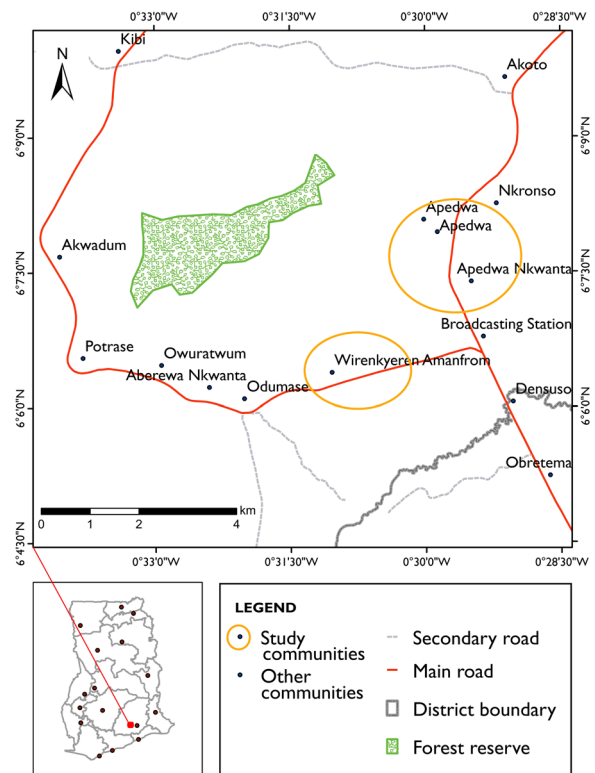 0°33'0"W 0°31'30"W 0°30'0"W 0°28'30"W
Kibi
N
Akoto
6°9'0"N
6°9'0"N
Nkronso
Apedwa
Apedwa
Akwadum
Apedwa Nkwanta
6°7'30"N
6°7'30"N
Broadcasting Station
Potrase
Owuratwum
Wirenkyeren Amanfrom
Aberewa Nkwanta
Odumase
Densuso
6°6'0"N
6°6'0"N
Obretema
0 1 2 4 km
6°4'30"N
0°33'0"W 0°31'30"W 0°30'0"W 0°28'30"W
LEGEND
Study
communities
Other
communities
Secondary road
Main road
District boundary
Forest reserve